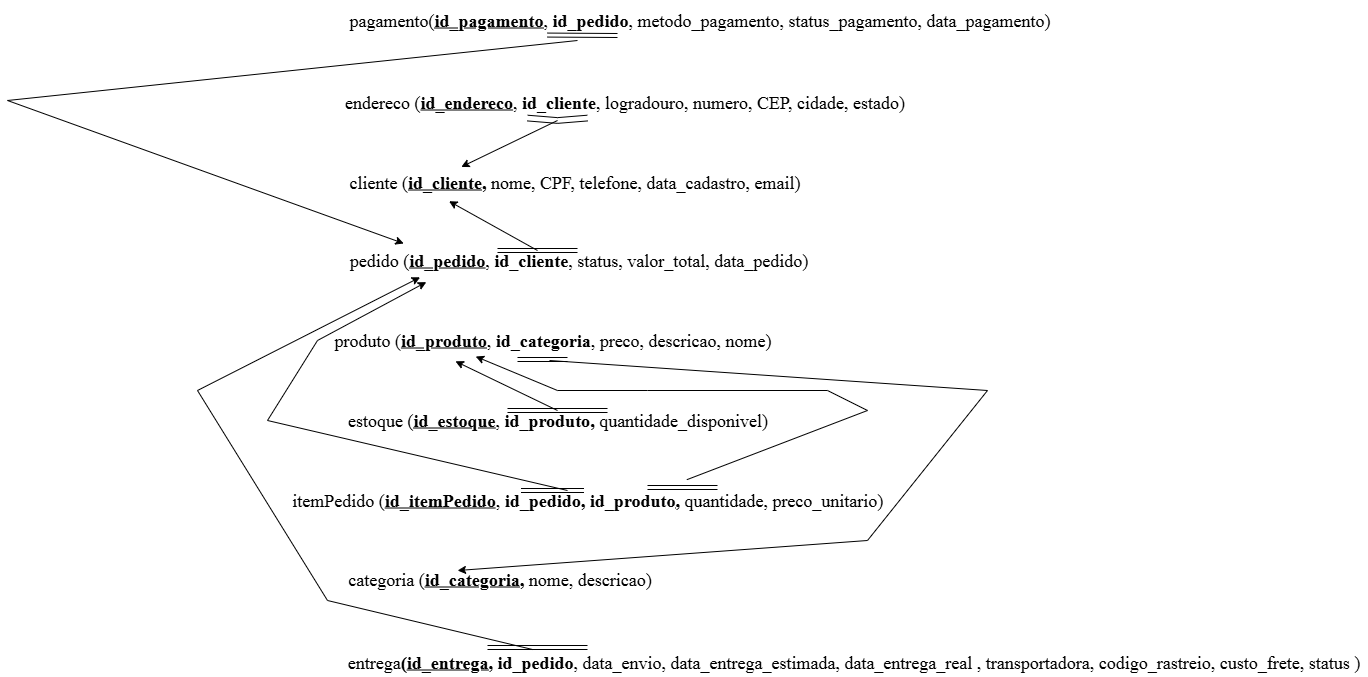 pagamento(id_pagamento, id_pedido, metodo_pagamento, status_pagamento, data_pagamento)
endereco (id_endereco, id_cliente, logradouro, numero, CEP, cidade, estado)
cliente (id_cliente, nome, CPF, telefone, data_cadastro, email)
pedido (id_pedido, id_cliente, status, valor_total, data_pedido)
produto (id_produto, id_categoria, preco, descricao, nome)
estoque (id_estoque, id_produto, quantidade_disponivel)
itemPedido (id_itemPedido, id_pedido, id_produto, quantidade, preco_unitario)
categoria (id_categoria, nome, descricao)
entrega(id_entrega, id_pedido, data_envio, data_entrega_estimada, data_entrega_real , transportadora, codigo_rastreio, custo_frete, status )